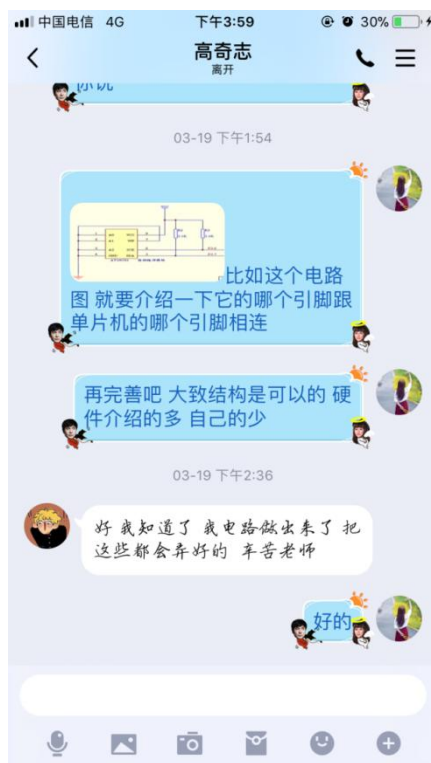 中国电信 4G 下午3:59 30%
高奇志
离开
你说
03-19 下午1:54
比如这个电路
图 就要介绍一下它的哪个引脚跟
单片机的哪个引脚相连
再完善吧 大致结构是可以的 硬
件介绍的多 自己的少
03-19 下午2:36
好 我知道了 我电路做出来了 把
这些都会弄好的 辛苦老师
好的